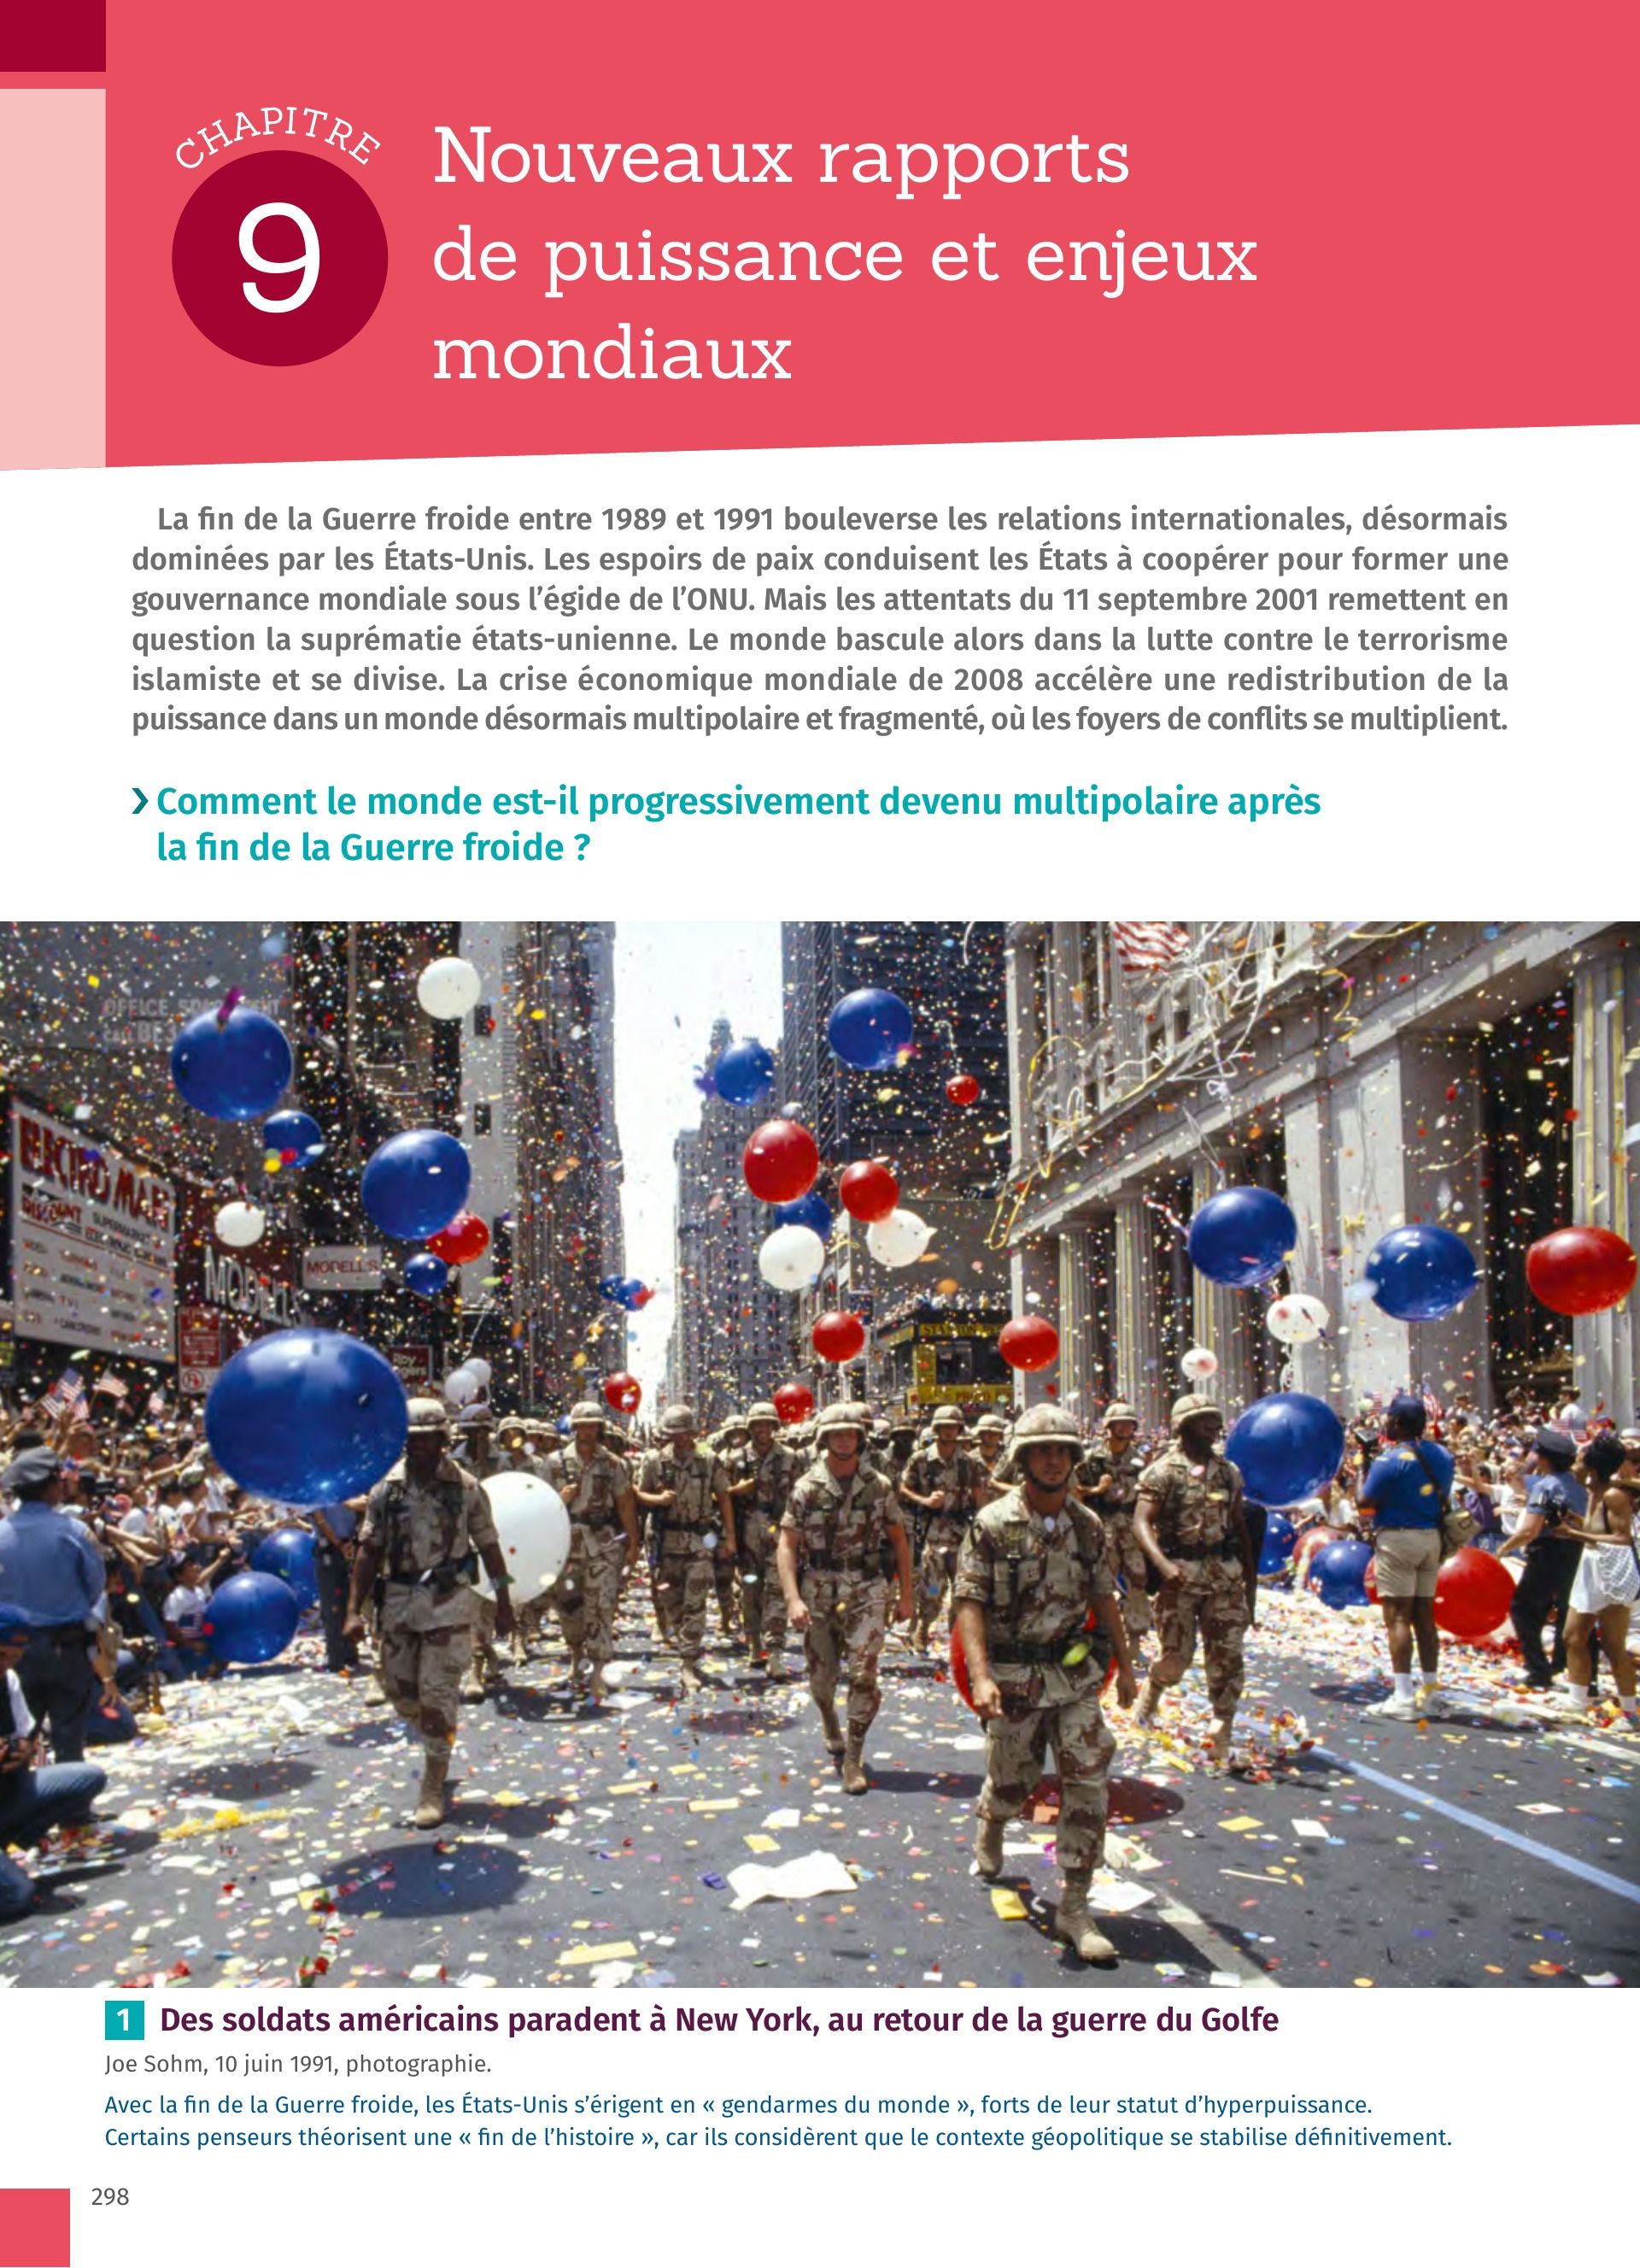 CHAPITRE
9
Nouveaux rapports
de puissance et enjeux
mondiaux
La fin de la Guerre froide entre 1989 et 1991 bouleverse les relations internationales, désormais
dominées par les États-Unis. Les espoirs de paix conduisent les États à coopérer pour former une
gouvernance mondiale sous l’égide de l’ONU. Mais les attentats du 11 septembre 2001 remettent en
question la suprématie états-unienne. Le monde bascule alors dans la lutte contre le terrorisme
islamiste et se divise. La crise économique mondiale de 2008 accélère une redistribution de la
puissance dans un monde désormais multipolaire et fragmenté, où les foyers de conflits se multiplient.
› Comment le monde est-il progressivement devenu multipolaire après
la fin de la Guerre froide ?
OFFICE
DISCOUNT
MODELL'S
1 Des soldats américains paradent à New York, au retour de la guerre du Golfe
Joe Sohm, 10 juin 1991, photographie.
Avec la fin de la Guerre froide, les États-Unis s’érigent en « gendarmes du monde », forts de leur statut d’hyperpuissance.
Certains penseurs théorisent une « fin de l’histoire », car ils considèrent que le contexte géopolitique se stabilise définitivement.
298